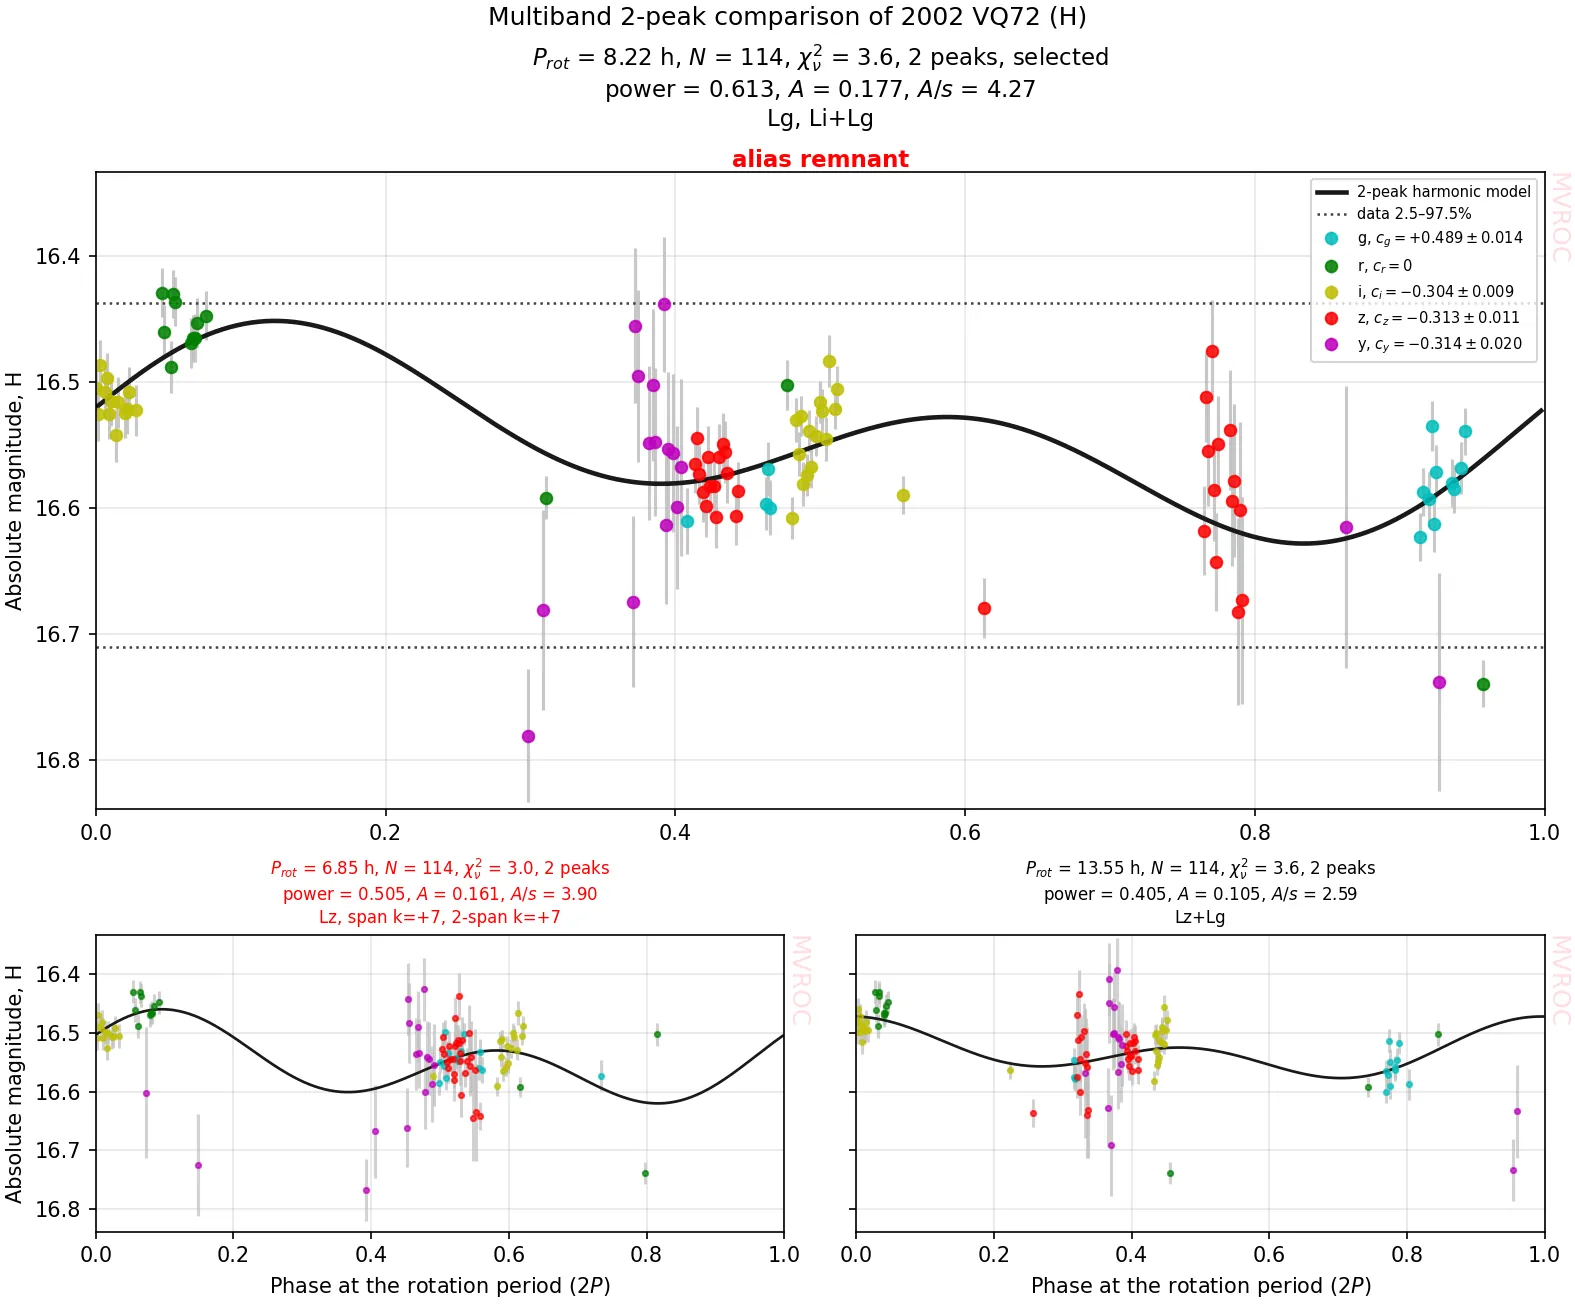 Multiband 2-peak comparison of 2002 VQ72 (H)
P_rot = 8.22 h, N = 114, χ²_ν = 3.6, 2 peaks, selected
power = 0.613, A = 0.177, A/s = 4.27
Lg, Li+Lg
alias remnant
2-peak harmonic model
data 2.5–97.5%
g, c_g = +0.489 ± 0.014
r, c_r = 0
i, c_i = −0.304 ± 0.009
z, c_z = −0.313 ± 0.011
y, c_y = −0.314 ± 0.020
MVROC
Absolute magnitude, H
16.4
16.5
16.6
16.7
16.8
0.0 0.2 0.4 0.6 0.8 1.0
P_rot = 6.85 h, N = 114, χ²_ν = 3.0, 2 peaks
power = 0.505, A = 0.161, A/s = 3.90
Lz, span k=+7, 2-span k=+7
MVROC
Absolute magnitude, H
16.4
16.5
16.6
16.7
16.8
0.0 0.2 0.4 0.6 0.8 1.0
Phase at the rotation period (2P)
P_rot = 13.55 h, N = 114, χ²_ν = 3.6, 2 peaks
power = 0.405, A = 0.105, A/s = 2.59
Lz+Lg
MVROC
0.0 0.2 0.4 0.6 0.8 1.0
Phase at the rotation period (2P)